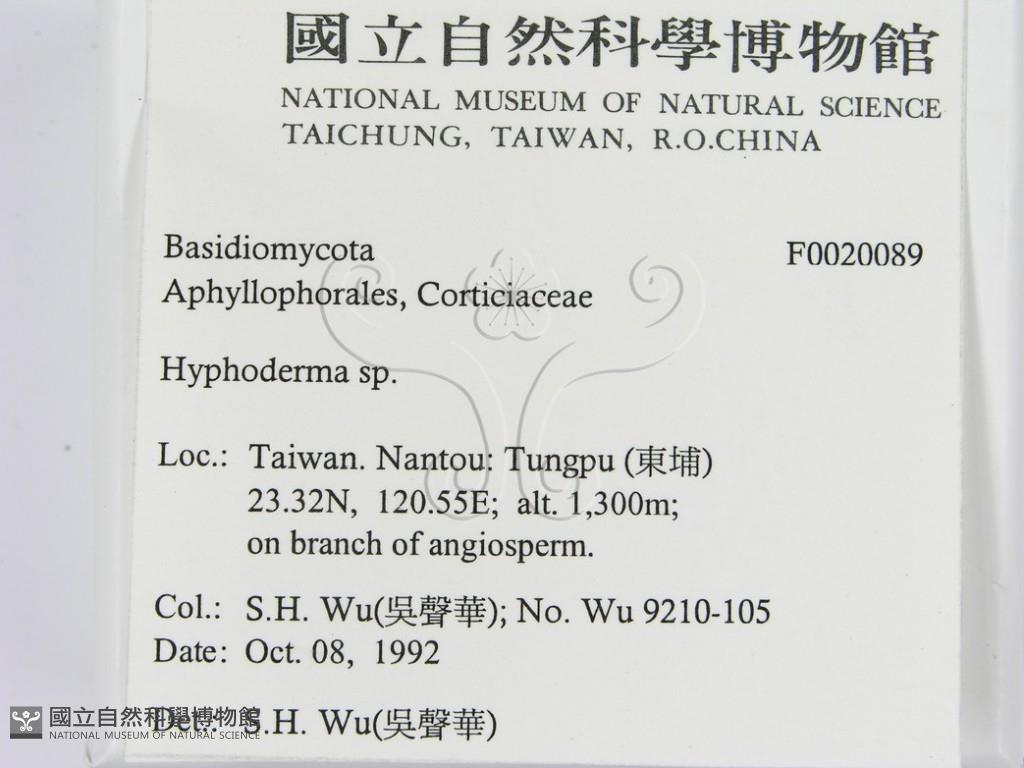 國立自然科學博物館
NATIONAL MUSEUM OF NATURAL SCIENCE
TAICHUNG, TAIWAN, R.O.CHINA
Basidiomycota F0020089
Aphyllophorales, Corticiaceae
Hyphoderma sp.
Loc.: Taiwan. Nantou: Tungpu (東埔)
23.32N, 120.55E; alt. 1,300m;
on branch of angiosperm.
Col.: S.H. Wu(吳聲華); No. Wu 9210-105
Date: Oct. 08, 1992
Det.: S.H. Wu(吳聲華)
國立自然科學博物館
NATIONAL MUSEUM OF NATURAL SCIENCE